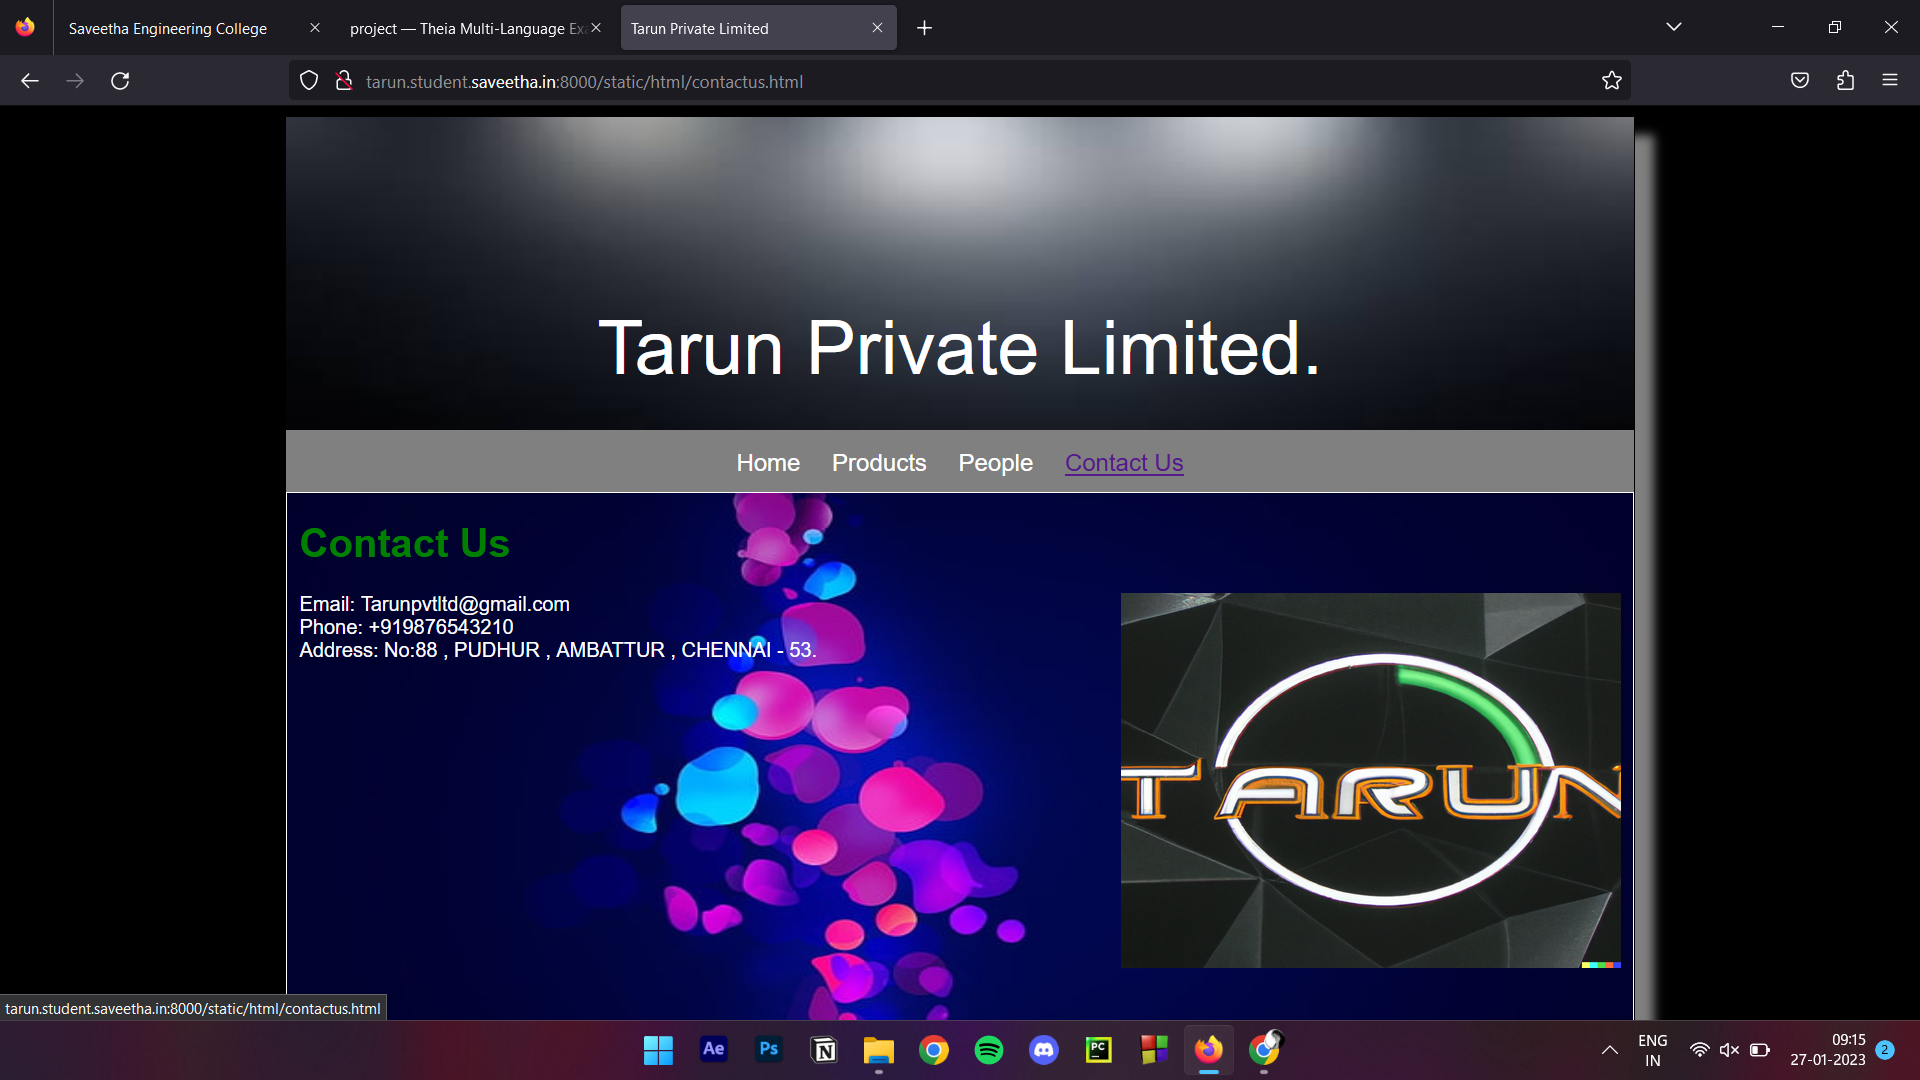 Saveetha Engineering College
project — Theia Multi-Language Ex
Tarun Private Limited
tarun.student.saveetha.in:8000/static/html/contactus.html
Tarun Private Limited.
Home Products People Contact Us
Contact Us
Email: Tarunpvtltd@gmail.com
Phone: +919876543210
Address: No:88 , PUDHUR , AMBATTUR , CHENNAI - 53.
TARUN
tarun.student.saveetha.in:8000/static/html/contactus.html
Ae
Ps
N
PC
ENG
IN
09:15
27-01-2023
2